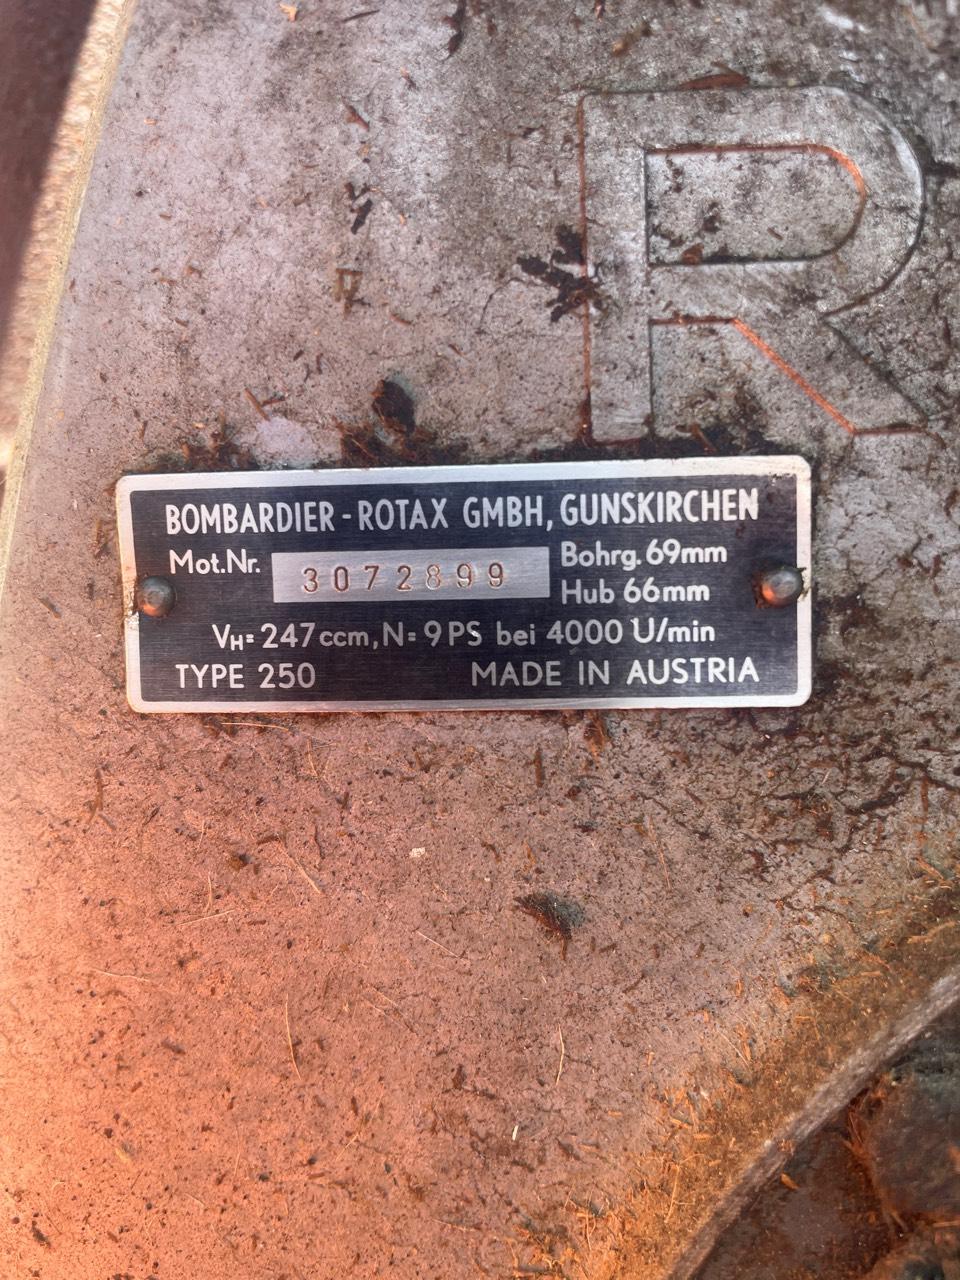 R
BOMBARDIER-ROTAX GMBH, GUNSKIRCHEN
Mot.Nr. 3072899 Bohrg. 69mm
Hub 66mm
VH= 247 ccm, N= 9 PS bei 4000 U/min
TYPE 250 MADE IN AUSTRIA